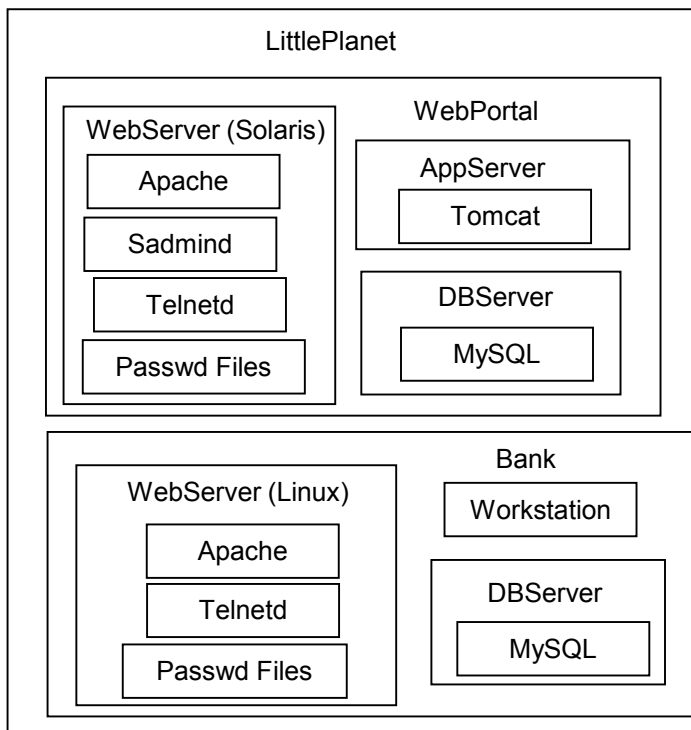 LittlePlanet
WebPortal
WebServer (Solaris)
Apache
Sadmind
Telnetd
Passwd Files
AppServer
Tomcat
DBServer
MySQL
Bank
WebServer (Linux)
Apache
Telnetd
Passwd Files
Workstation
DBServer
MySQL